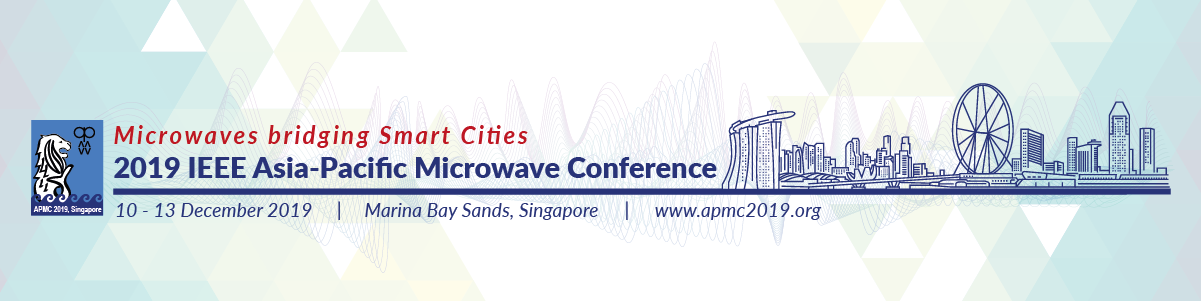 Microwaves bridging Smart Cities
2019 IEEE Asia-Pacific Microwave Conference
APMC 2019, Singapore
10 - 13 December 2019 | Marina Bay Sands, Singapore | www.apmc2019.org